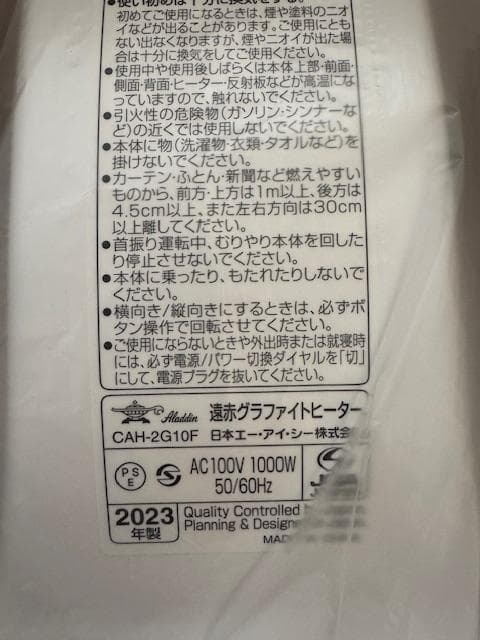 ●使い初めは十分に換気をする。
初めてご使用になるときは、煙や塗料のニオ
イなどが出ることがあります。ご使用にとも
ない出なくなりますが、煙やニオイが出た場
合は十分に換気をしてご使用ください。
●使用中や使用後しばらくは本体上部・前面・
側面・背面・ヒーター・反射板などが高温にな
っていますので、触れないでください。
●引火性の危険物(ガソリン・シンナーな
ど)の近くでは使用しないでください。
●本体に物(洗濯物・衣類・タオルなど)を
掛けないでください。
●カーテン・ふとん・新聞など燃えやすい
ものから、前方・上方は1m以上、後方は
4.5cm以上、また左右方向は30cm
以上離してください。
●首振り運転中、むりやり本体を回した
り停止させないでください。
●本体に乗ったり、もたれたりしないで
ください。
●横向き/縦向きにするときは、必ずボ
タン操作で回転させてください。
●ご使用にならないときや外出時または就寝時
には、必ず電源/パワー切換ダイヤルを「切」
にして、電源プラグを抜いてください。
Aladdin 遠赤グラファイトヒーター
CAH-2G10F 日本エー・アイ・シー株式会
PSE AC100V 1000W
50/60Hz
2023
年製
Quality Controlled
Planning & Design
MAD